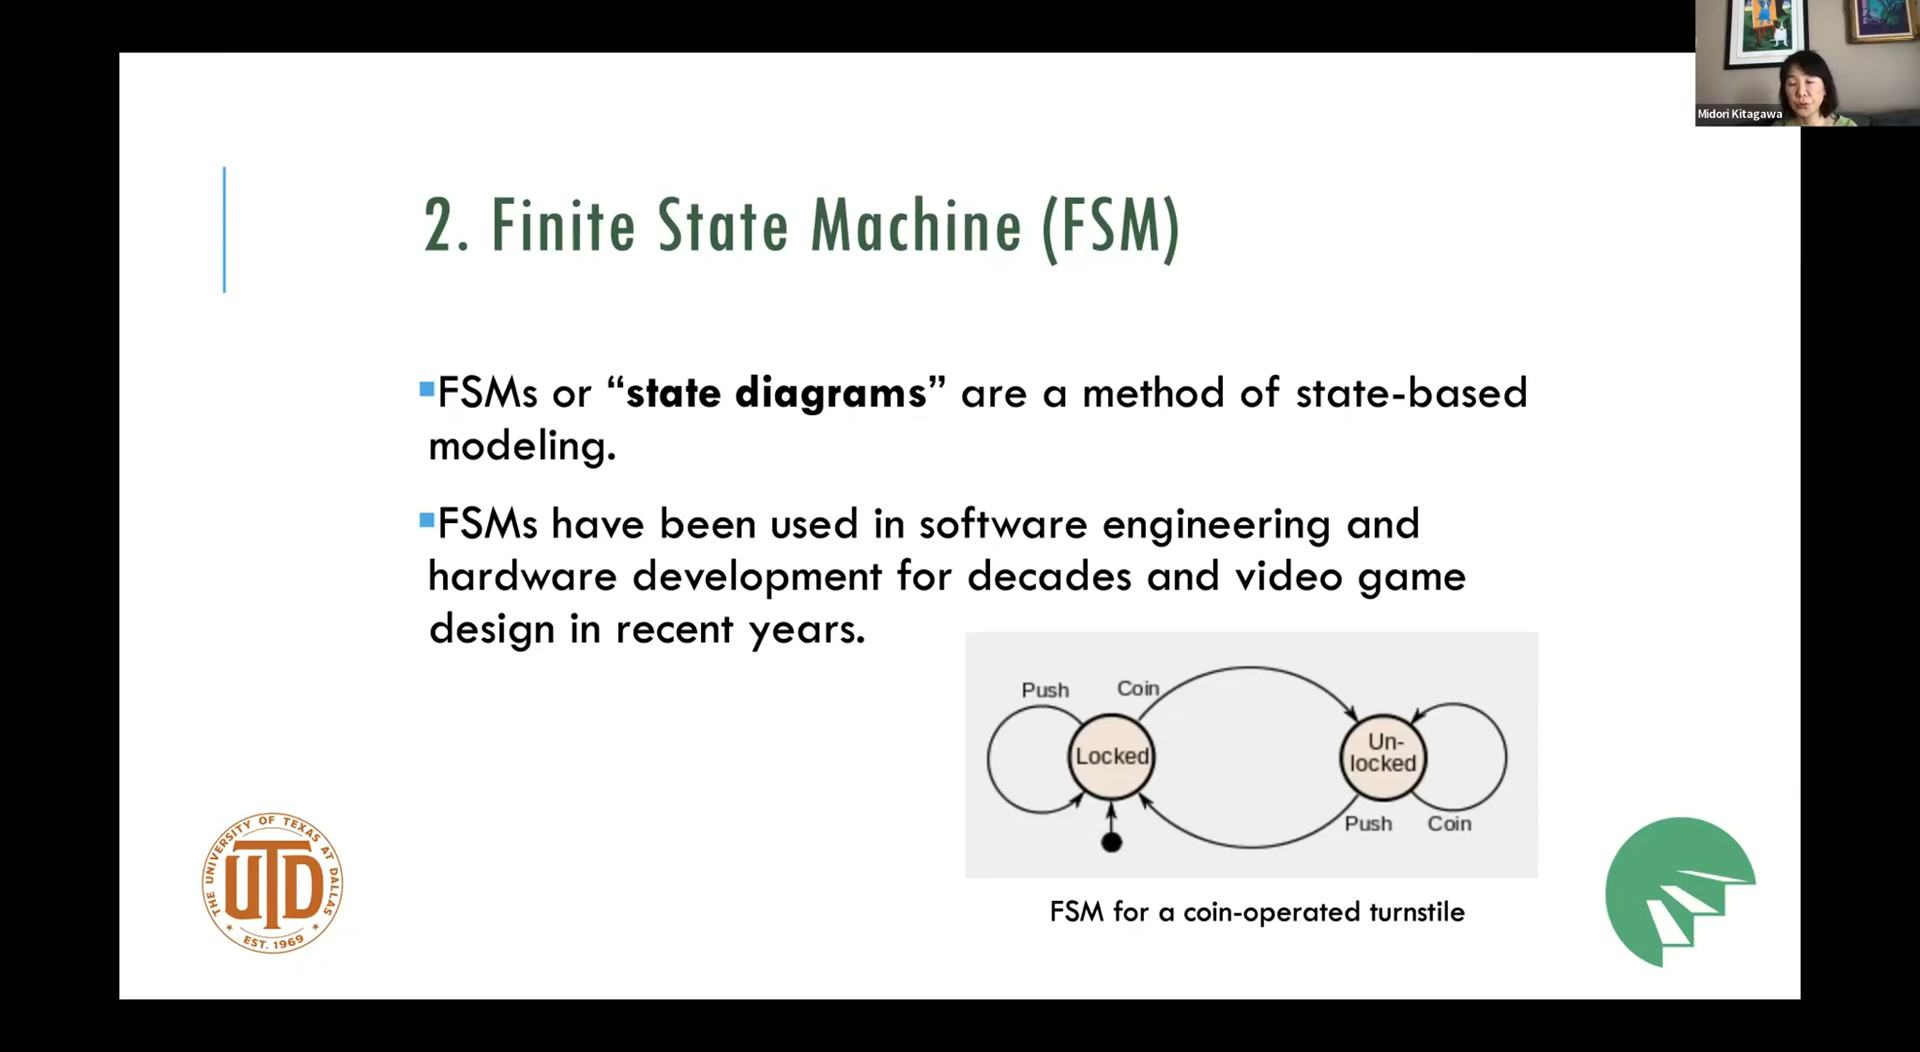 Midori Kitagawa
2. Finite State Machine (FSM)
▪FSMs or “state diagrams” are a method of state-based
modeling.
▪FSMs have been used in software engineering and
hardware development for decades and video game
design in recent years.
Push
Coin
Locked
Un-
locked
Push
Coin
FSM for a coin-operated turnstile
THE UNIVERSITY OF TEXAS AT DALLAS
UTD
EST. 1969